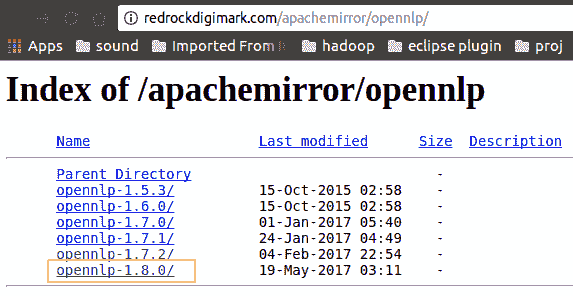 redrockdigimark.com/apachemirror/opennlp/
Apps sound Imported From hadoop eclipse plugin proj
Index of /apachemirror/opennlp
Name Last modified Size Description
Parent Directory -
opennlp-1.5.3/ 15-Oct-2015 02:58 -
opennlp-1.6.0/ 15-Oct-2015 02:58 -
opennlp-1.7.0/ 01-Jan-2017 05:40 -
opennlp-1.7.1/ 24-Jan-2017 04:49 -
opennlp-1.7.2/ 04-Feb-2017 22:54 -
opennlp-1.8.0/ 19-May-2017 03:11 -